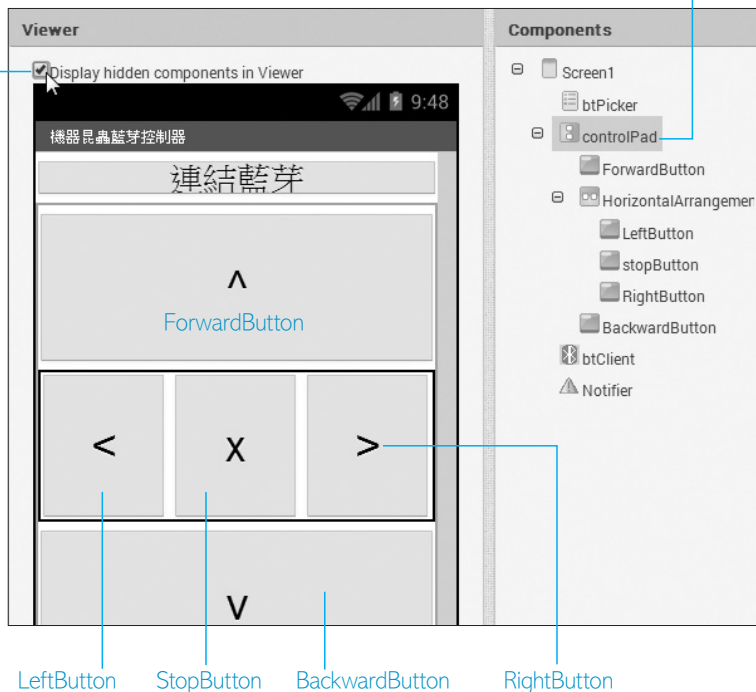 Viewer
Display hidden components in Viewer
9:48
機器昆蟲藍芽控制器
連結藍芽
^
ForwardButton
<
x
>
v
LeftButton
StopButton
BackwardButton
RightButton
Components
Screen1
btPicker
controlPad
ForwardButton
HorizontalArrangemen
LeftButton
stopButton
RightButton
BackwardButton
btClient
Notifier